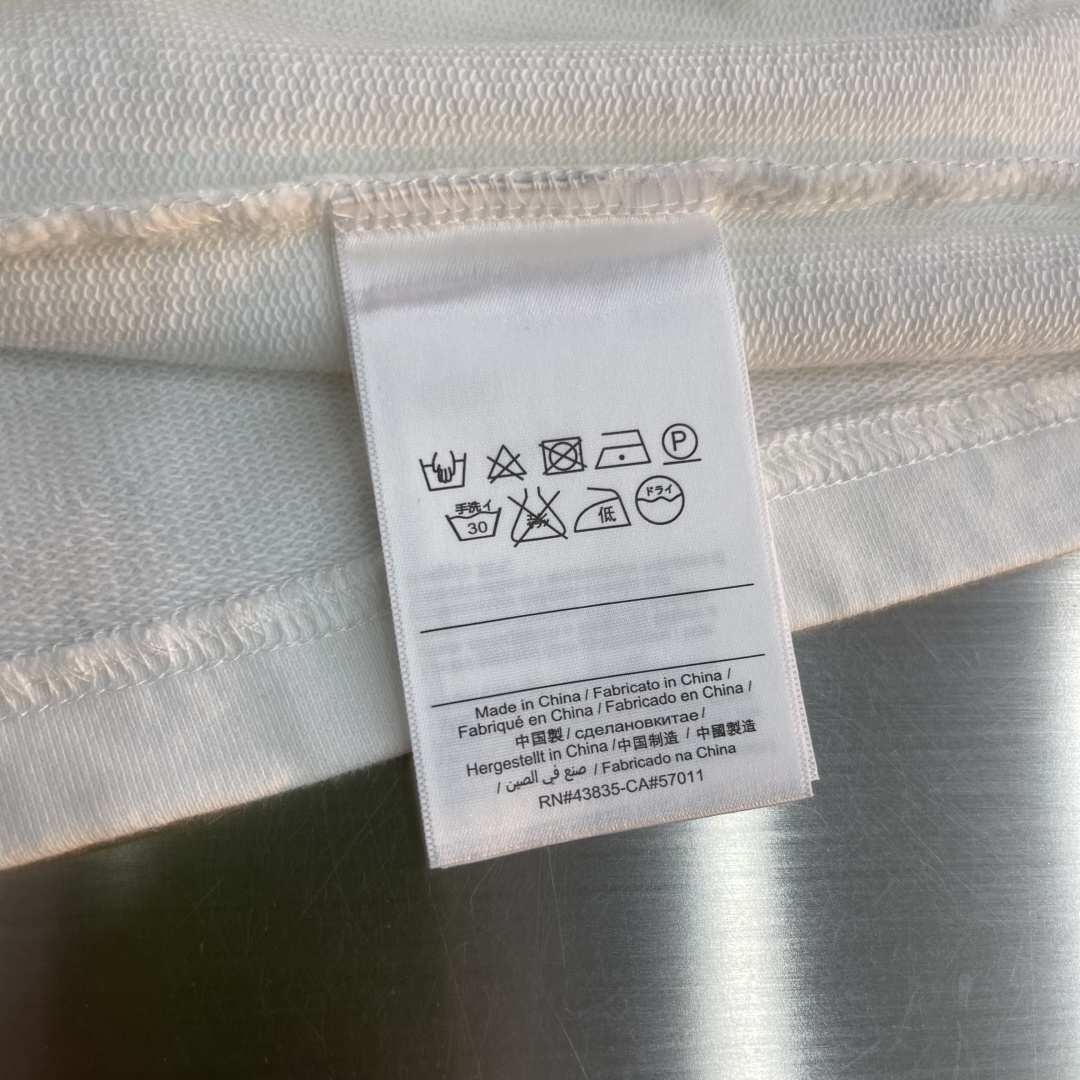 P
手洗イ ドライ
30 低
Made in China / Fabricato in China /
Fabriqué en China / Fabricado en China /
中国製 / сделановкитае /
Hergestellt in China /中国制造 / 中國製造
/ صنع في الصين / Fabricado na China
RN#43835-CA#57011